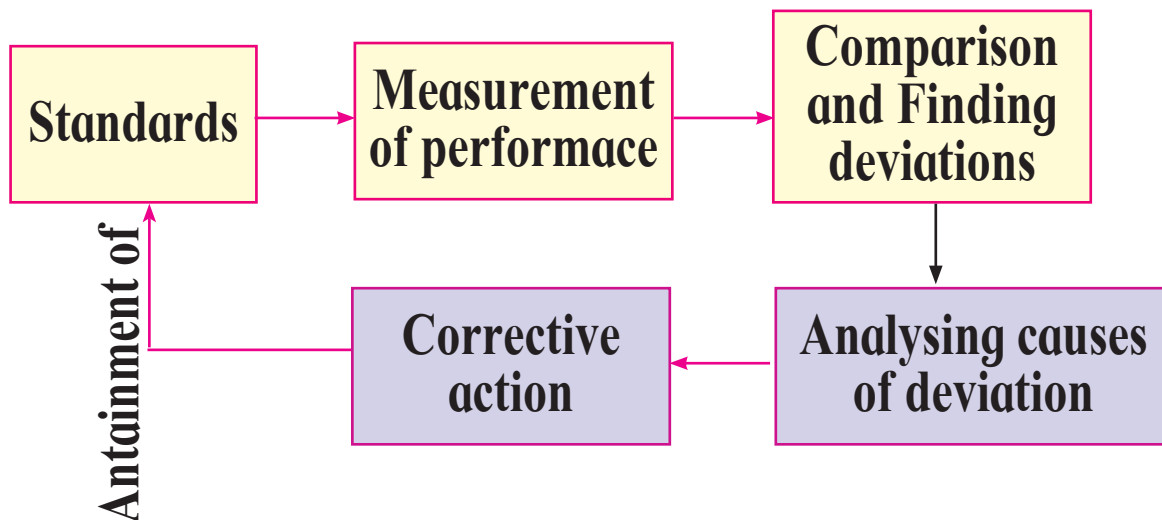 Standards
Measurement
of performace
Comparison
and Finding
deviations
Analysing causes
of deviation
Corrective
action
Antainment of